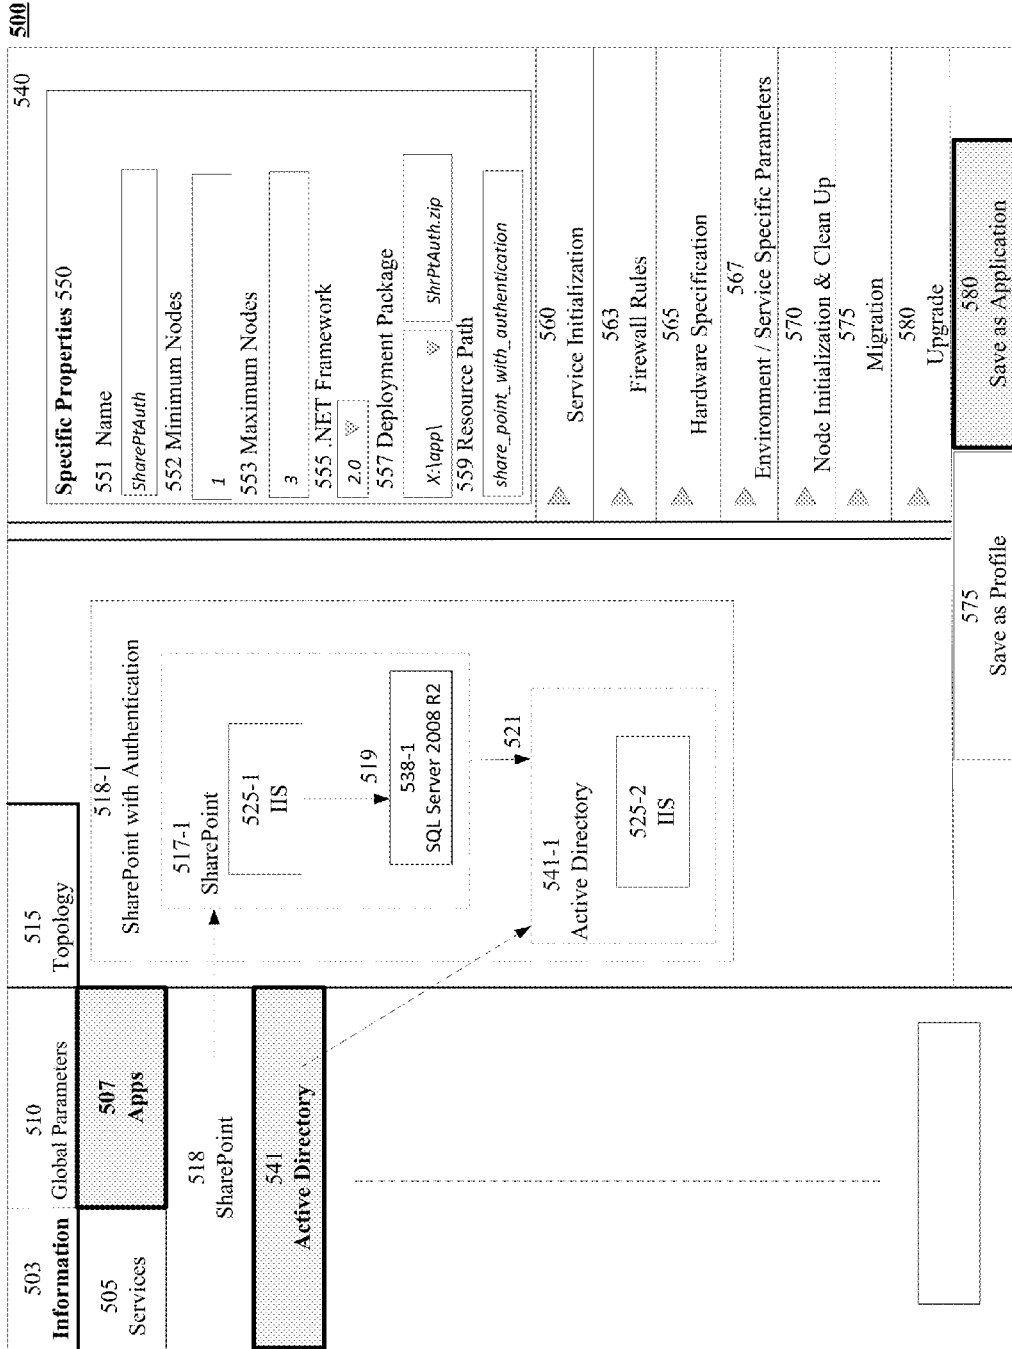 500
503
Information
510
Global Parameters
515
Topology
505
Services
507
Apps
518
SharePoint
541
Active Directory
518-1
SharePoint with Authentication
517-1
SharePoint
525-1
IIS
519
538-1
SQL Server 2008 R2
521
541-1
Active Directory
525-2
IIS
540
Specific Properties 550
551 Name
SharePtAuth
552 Minimum Nodes
1
553 Maximum Nodes
3
555 .NET Framework
2.0
557 Deployment Package
X:\app\
ShrPtAuth.zip
559 Resource Path
share_point_with_authentication
560
Service Initialization
563
Firewall Rules
565
Hardware Specification
567
Environment / Service Specific Parameters
570
Node Initialization & Clean Up
575
Migration
580
Upgrade
575
Save as Profile
580
Save as Application